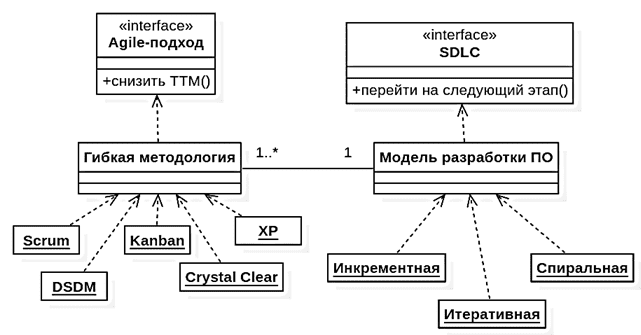 «interface»
Agile-подход
+снизить TTM()
«interface»
SDLC
+перейти на следующий этап()
Гибкая методология
1..*
1
Модель разработки ПО
Scrum
DSDM
Kanban
Crystal Clear
XP
Инкрементная
Итеративная
Спиральная